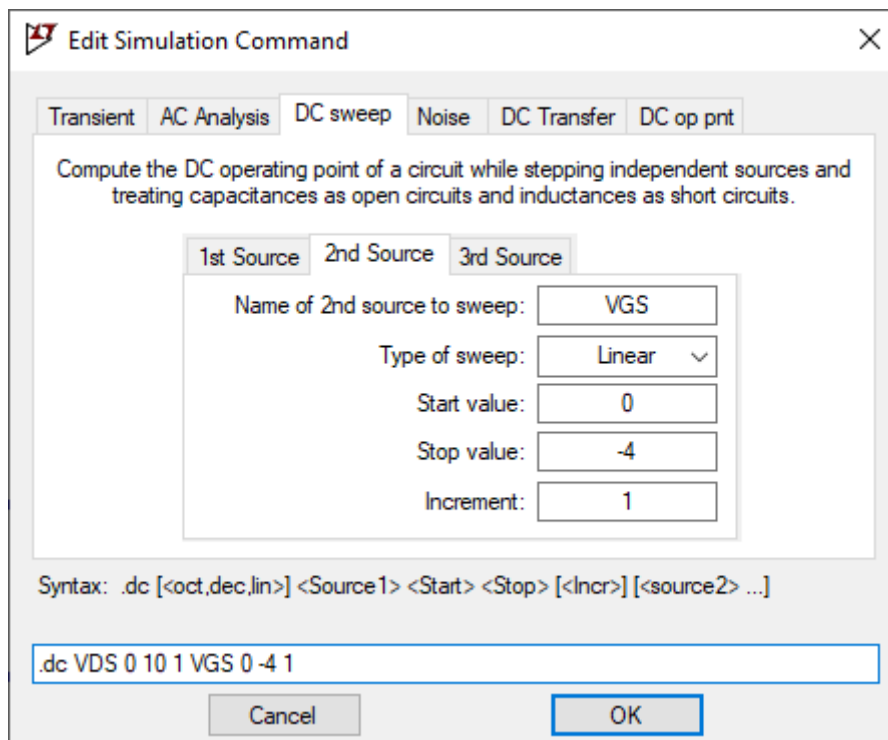 Edit Simulation Command
Transient AC Analysis DC sweep Noise DC Transfer DC op pnt
Compute the DC operating point of a circuit while stepping independent sources and
treating capacitances as open circuits and inductances as short circuits.
1st Source 2nd Source 3rd Source
Name of 2nd source to sweep: VGS
Type of sweep: Linear
Start value: 0
Stop value: -4
Increment: 1
Syntax: .dc [<oct,dec,lin>] <Source1> <Start> <Stop> [<Incr>] [<source2> ...]
.dc VDS 0 10 1 VGS 0 -4 1
Cancel OK